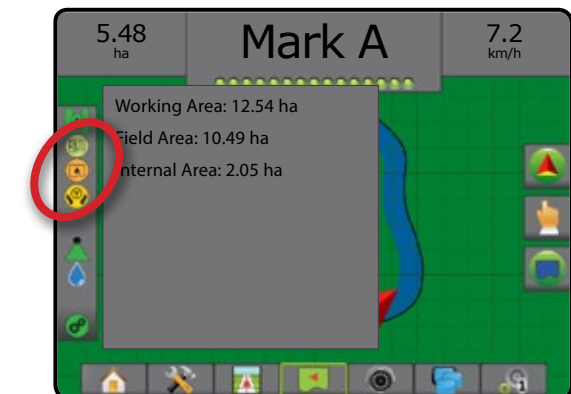 5.48
ha
Mark A
7.2
km/h
Working Area: 12.54 ha
Field Area: 10.49 ha
Internal Area: 2.05 ha
1